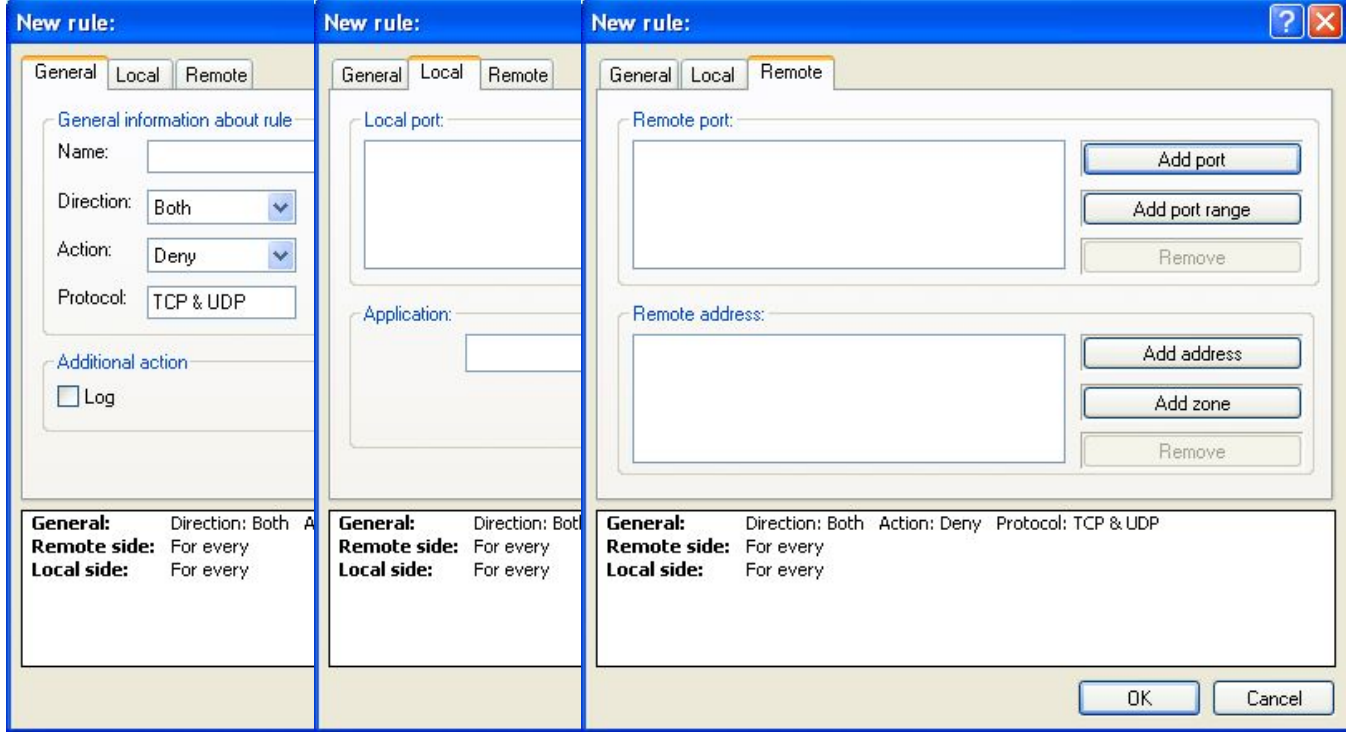 New rule:
General Local Remote
General information about rule
Name:
Direction: Both
Action: Deny
Protocol: TCP & UDP
Additional action
Log
General: Direction: Both A
Remote side: For every
Local side: For every
New rule:
General Local Remote
Local port:
Application:
General: Direction: Bot
Remote side: For every
Local side: For every
New rule:
General Local Remote
Remote port:
Add port
Add port range
Remove
Remote address:
Add address
Add zone
Remove
General: Direction: Both Action: Deny Protocol: TCP & UDP
Remote side: For every
Local side: For every
OK Cancel